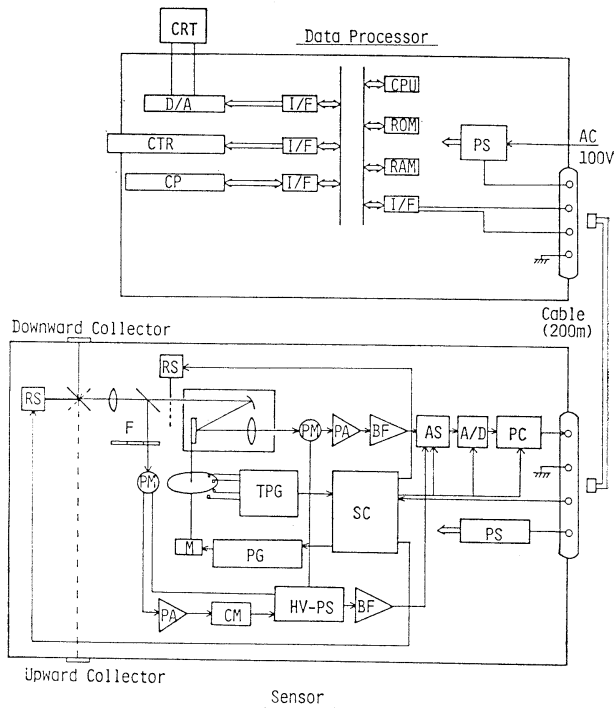 CRT
Data Processor
D/A
I/F
CPU
CTR
I/F
ROM
PS
AC
100V
CP
I/F
RAM
I/F
Cable
(200m)
Downward Collector
RS
RS
F
PM
PA
BF
AS
A/D
PC
PM
TPG
SC
M
PG
PS
PA
CM
HV-PS
BF
Upward Collector
Sensor